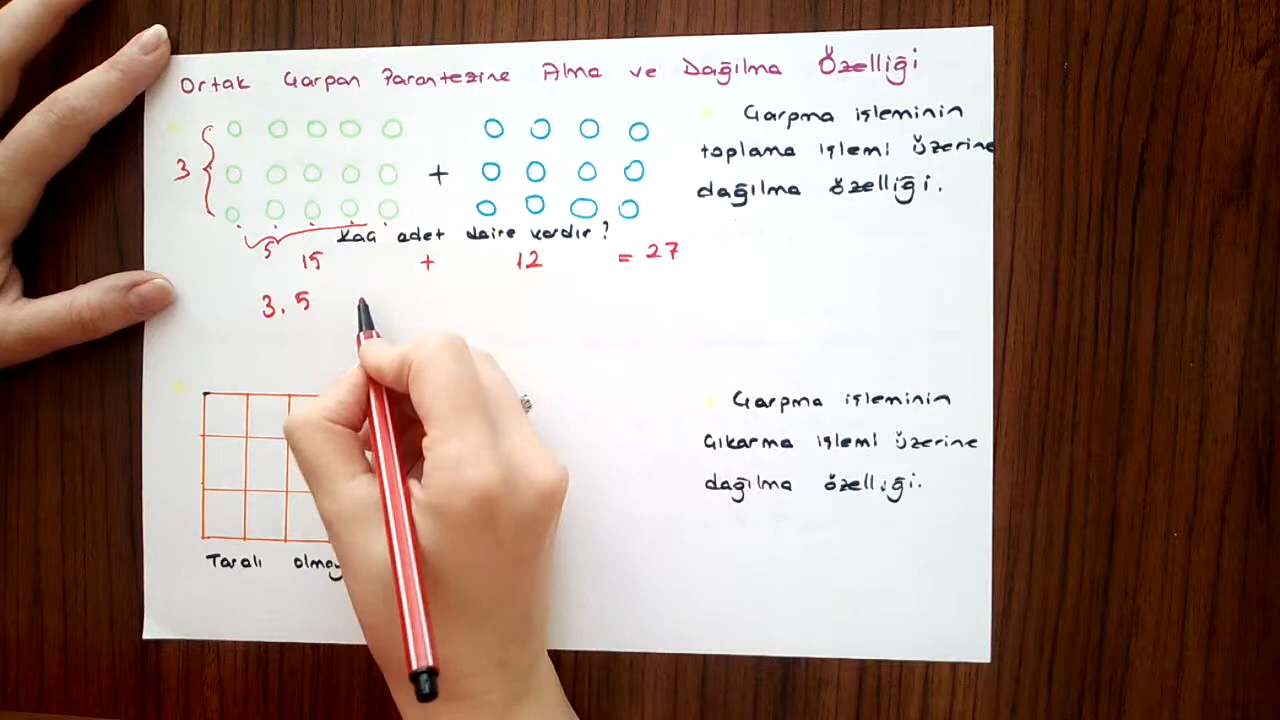 Ortak Çarpan Parantezine Alma ve Dağılma Özelliği
3 +
Kaç adet daire vardır?
5
15 + 12 = 27
3.5
Çarpma işleminin
toplama işlemi üzerine
dağılma özelliği.
Taralı
Çarpma işleminin
Çıkarma işlemi üzerine
dağılma özelliği.